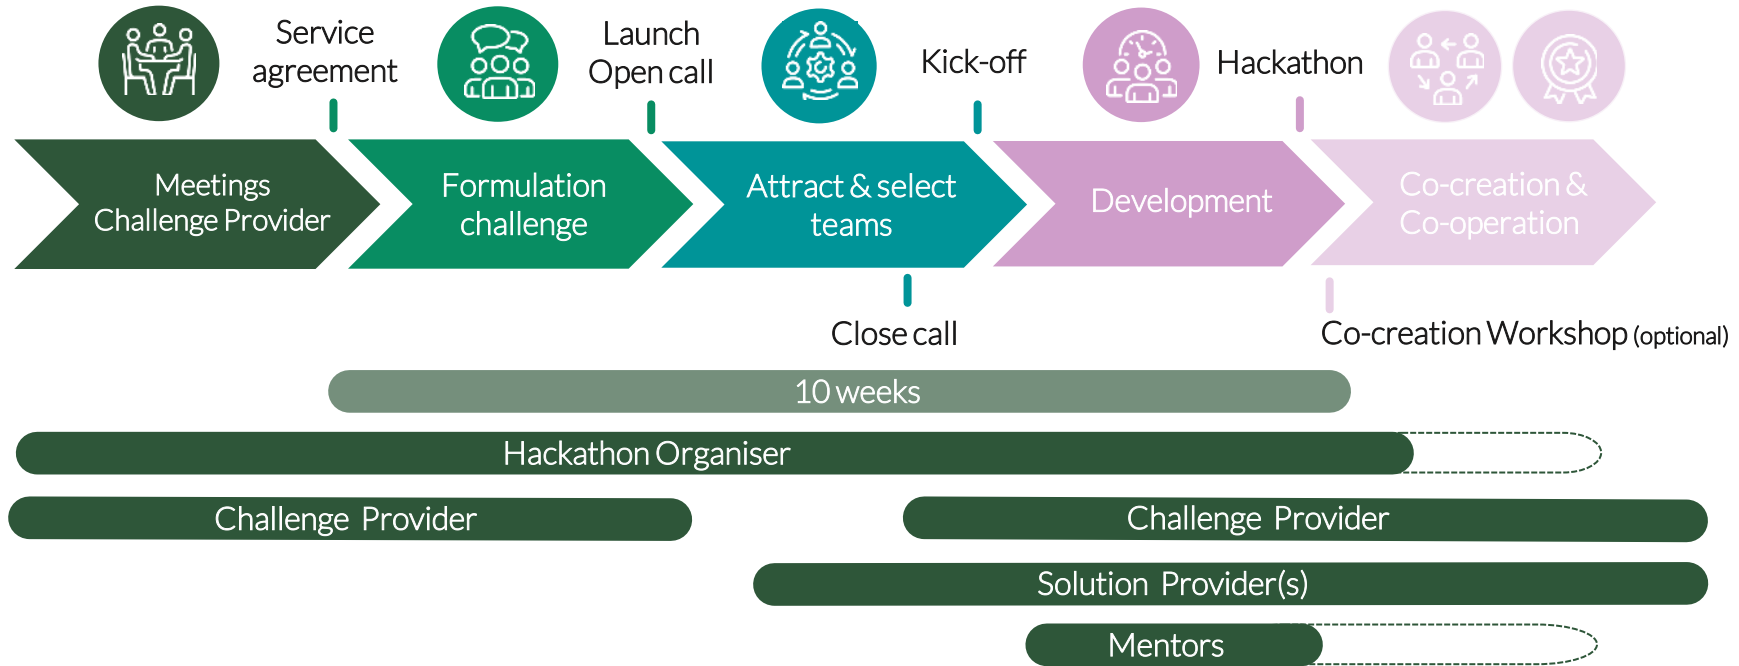 Service
agreement
Launch
Open call
Kick-off
Hackathon
Meetings
Challenge Provider
Formulation
challenge
Attract & select
teams
Development
Co-creation &
Co-operation
Close call
Co-creation Workshop (optional)
10 weeks
Hackathon Organiser
Challenge Provider
Challenge Provider
Solution Provider(s)
Mentors